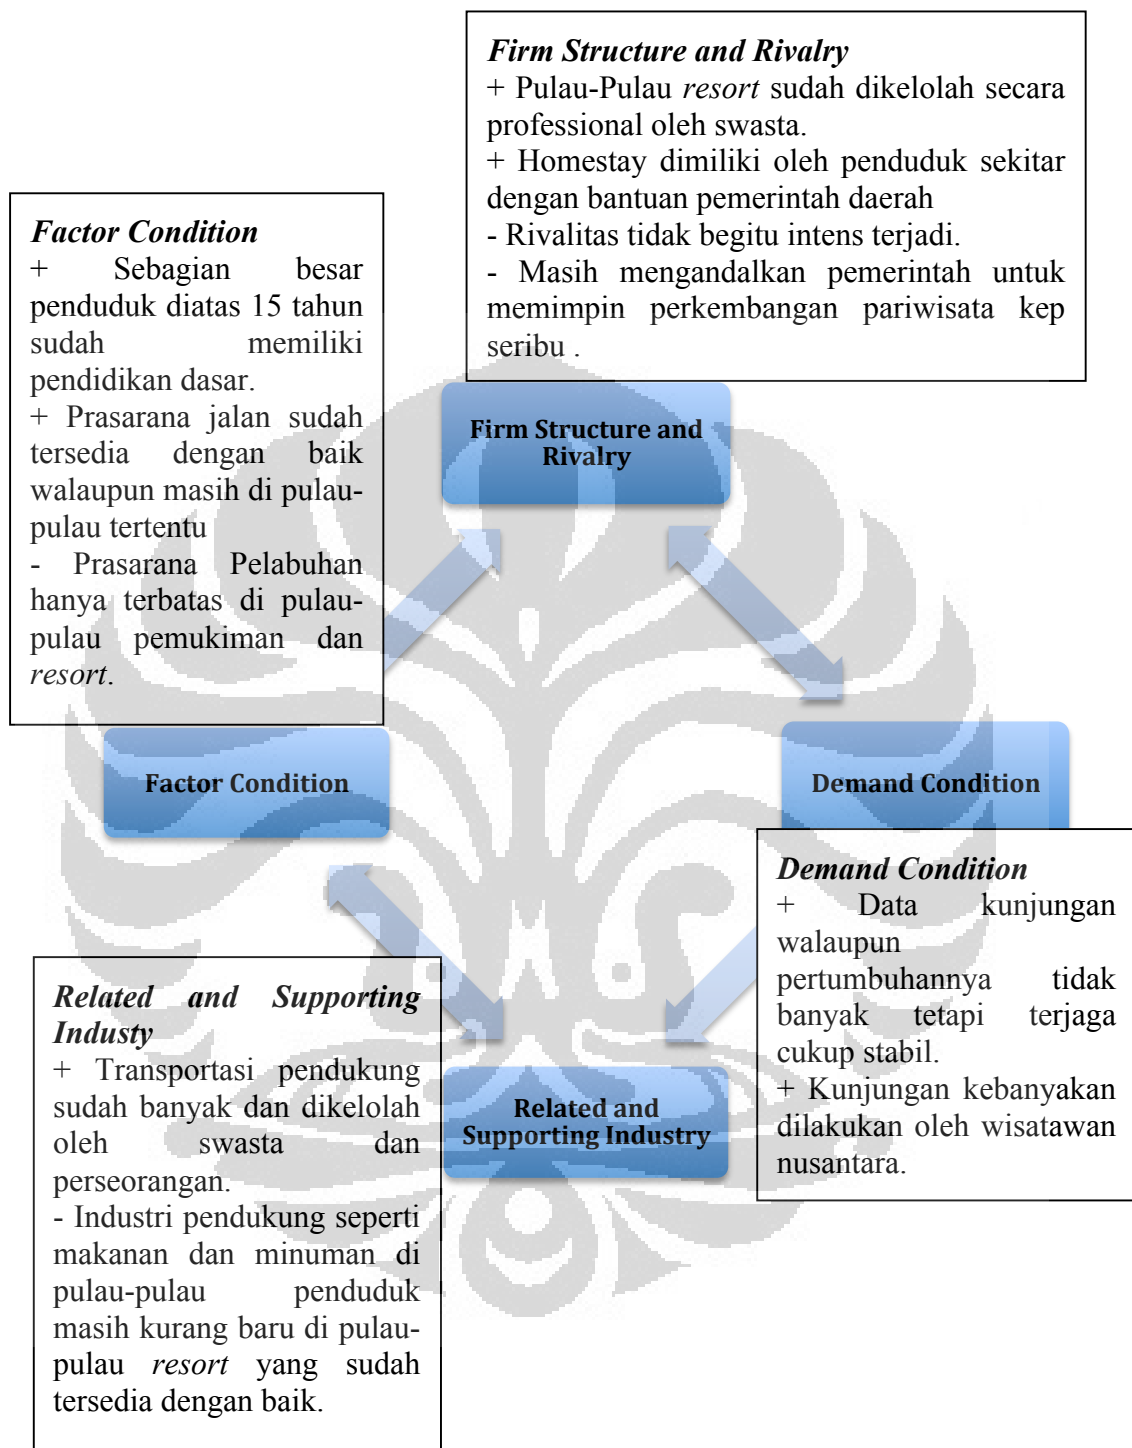 Firm Structure and Rivalry
+ Pulau-Pulau resort sudah dikelolah secara
professional oleh swasta.
+ Homestay dimiliki oleh penduduk sekitar
dengan bantuan pemerintah daerah
- Rivalitas tidak begitu intens terjadi.
- Masih mengandalkan pemerintah untuk
memimpin perkembangan pariwisata kep
seribu .
Factor Condition
+ Sebagian besar
penduduk diatas 15 tahun
sudah memiliki
pendidikan dasar.
+ Prasarana jalan sudah
tersedia dengan baik
walaupun masih di pulau-
pulau tertentu
- Prasarana Pelabuhan
hanya terbatas di pulau-
pulau pemukiman dan
resort.
Firm Structure and
Rivalry
Factor Condition
Demand Condition
Demand Condition
+ Data kunjungan
walaupun
pertumbuhannya tidak
banyak tetapi terjaga
cukup stabil.
+ Kunjungan kebanyakan
dilakukan oleh wisatawan
nusantara.
Related and Supporting
Industy
+ Transportasi pendukung
sudah banyak dan dikelolah
oleh swasta dan
perseorangan.
- Industri pendukung seperti
makanan dan minuman di
pulau-pulau penduduk
masih kurang baru di pulau-
pulau resort yang sudah
tersedia dengan baik.
Related and
Supporting Industry